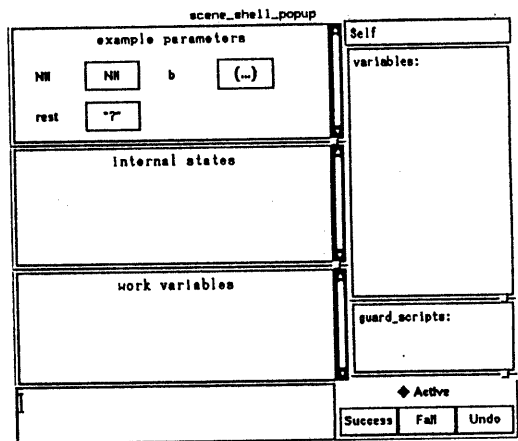 scene_shell_popup
example parameters
NN NN b {...}
rest "?"
internal states
work variables
Self
variables:
guard_scripts:
Active
Success Fail Undo